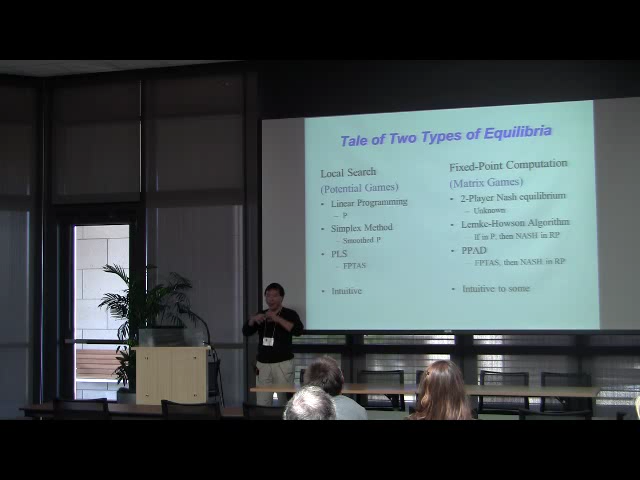 Tale of Two Types of Equilibria
Local Search
(Potential Games)
• Linear Programming
– P
• Simplex Method
– Smoothed P
• PLS
– FPTAS
• Intuitive
Fixed-Point Computation
(Matrix Games)
• 2-Player Nash equilibrium
– Unknown
• Lemke-Howson Algorithm
– If in P, then NASH in RP
• PPAD
– FPTAS, then NASH in RP
• Intuitive to some